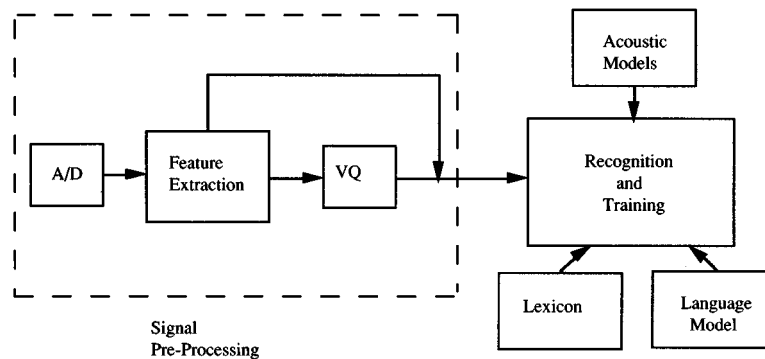 Acoustic
Models
A/D
Feature
Extraction
VQ
Recognition
and
Training
Lexicon
Language
Model
Signal
Pre-Processing